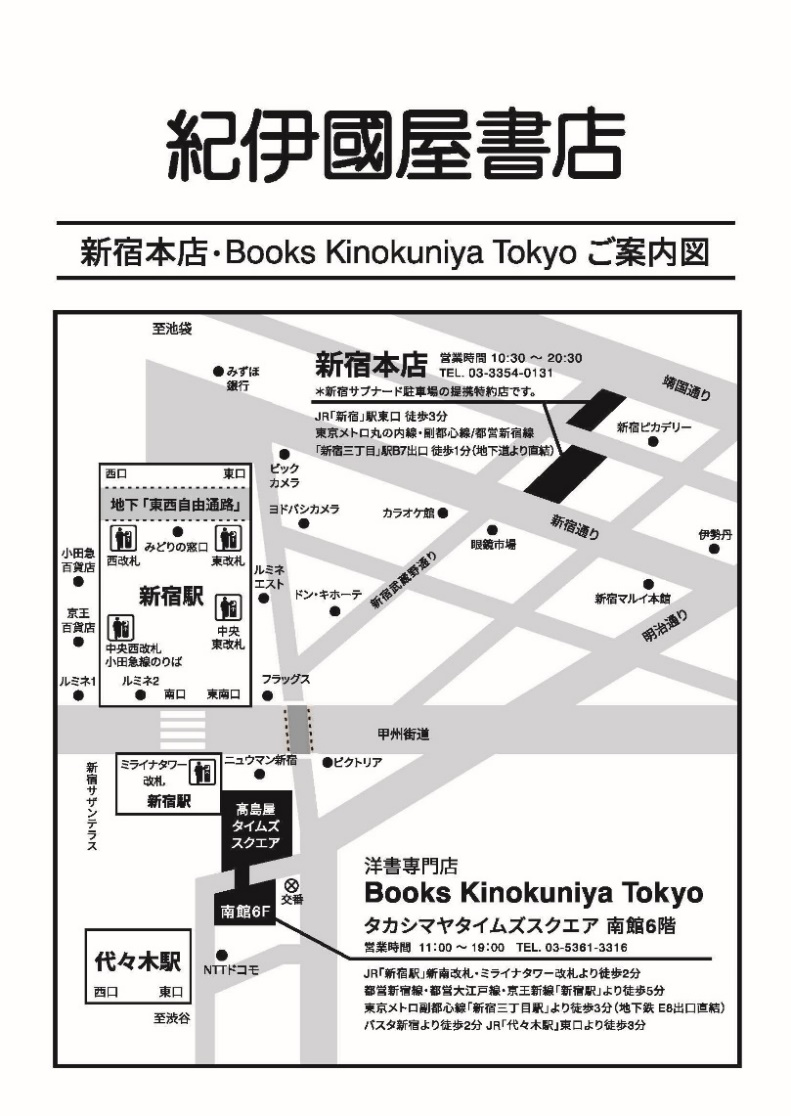 紀伊國屋書店
新宿本店・Books Kinokuniya Tokyo ご案内図
至池袋
みずほ
銀行
新宿本店
営業時間 10:30 ～ 20:30
TEL. 03-3354-0131
＊新宿サブナード駐車場の提携特約店です。
JR「新宿」駅東口 徒歩3分
東京メトロ丸の内線・副都心線/都営新宿線
「新宿三丁目」駅B7出口 徒歩1分（地下道より直結）
靖国通り
新宿ピカデリー
ビック
カメラ
西口
東口
地下「東西自由通路」
ヨドバシカメラ
カラオケ館
新宿通り
眼鏡市場
伊勢丹
小田急
百貨店
西改札
みどりの窓口
東改札
ルミネ
エスト
新宿駅
ドン・キホーテ
新宿武蔵野通り
新宿マルイ本館
京王
百貨店
中央西改札
小田急線のりば
中央
東改札
明治通り
ルミネ1
ルミネ2
南口
東南口
フラッグス
甲州街道
新宿サザンテラス
ミライナタワー
改札
新宿駅
ニュウマン新宿
ビクトリア
高島屋
タイムズ
スクエア
交番
南館6F
洋書専門店
Books Kinokuniya Tokyo
タカシマヤタイムズスクエア 南館6階
営業時間 11:00 ～ 19:00 TEL. 03-5361-3316
代々木駅
西口
東口
NTTドコモ
至渋谷
JR「新宿駅」新南改札・ミライナタワー改札より徒歩2分
都営新宿線・都営大江戸線・京王新線「新宿駅」より徒歩5分
東京メトロ副都心線「新宿三丁目駅」より徒歩3分（地下鉄 E8出口直結）
バスタ新宿より徒歩2分 JR「代々木駅」東口より徒歩3分